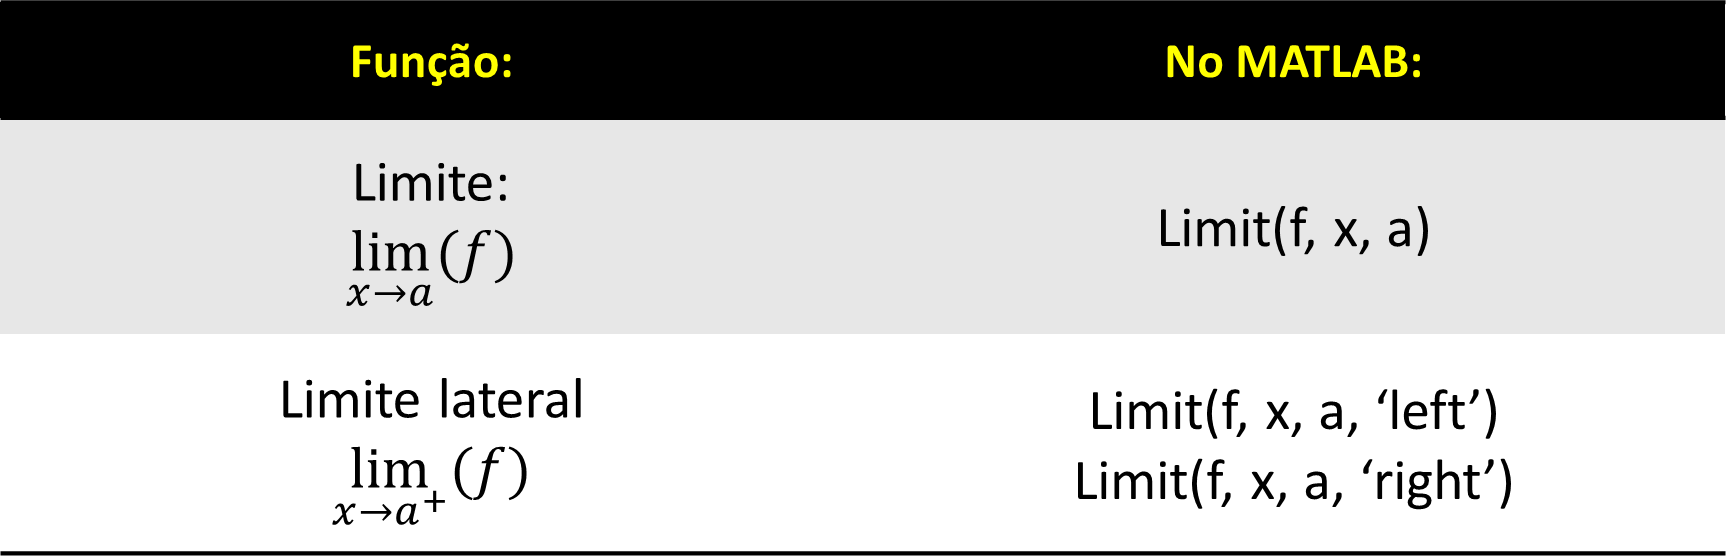 Função:
No MATLAB:
Limite:
lim (f)
x→a
Limit(f, x, a)
Limite lateral
lim (f)
x→a⁺
Limit(f, x, a, ‘left’)
Limit(f, x, a, ‘right’)